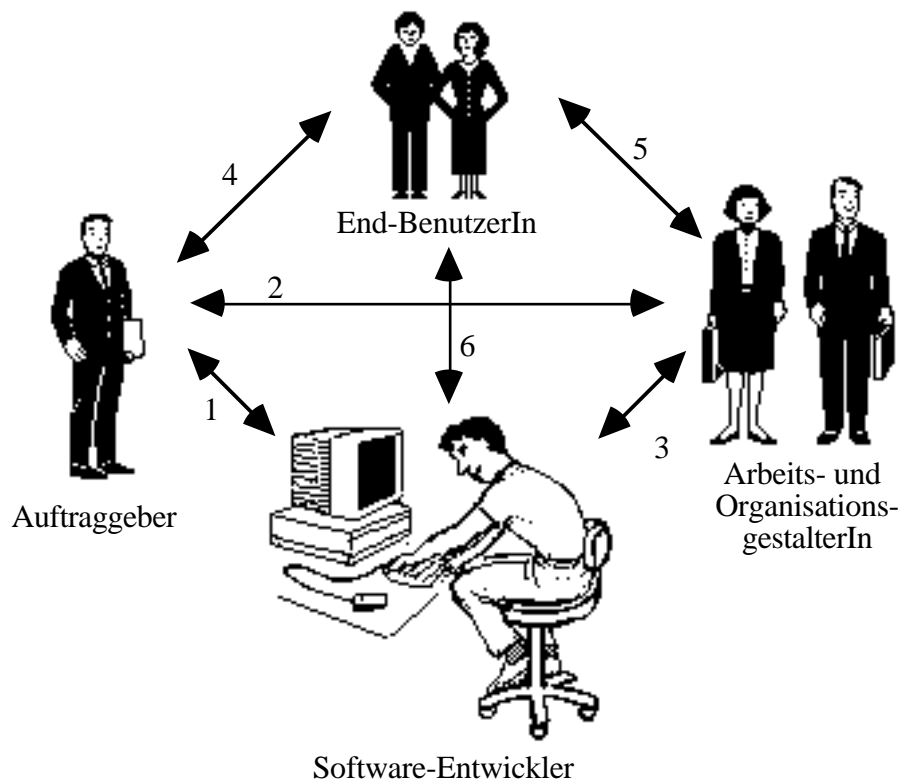 5
4
End-BenutzerIn
2
6
1
3
Arbeits- und
Organisations-
gestalterIn
Auftraggeber
Software-Entwickler